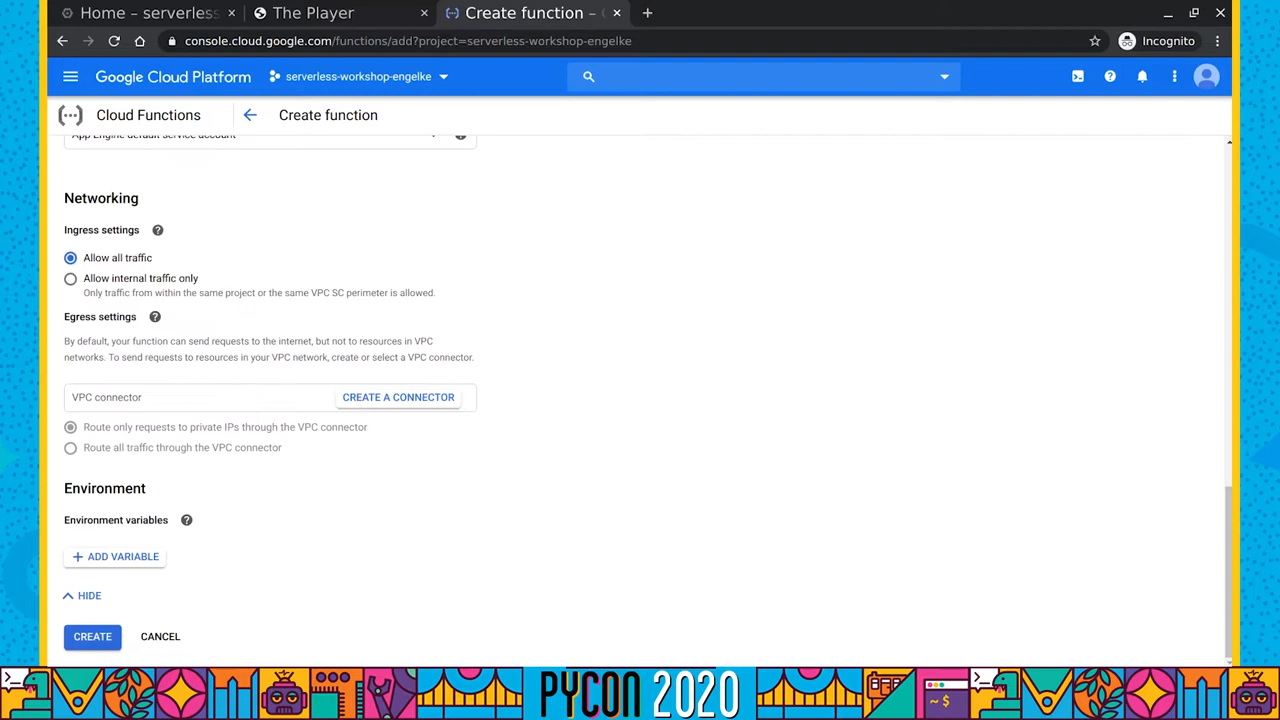 Home – serverless
The Player
Create function –
console.cloud.google.com/functions/add?project=serverless-workshop-engelke
Incognito
Google Cloud Platform
serverless-workshop-engelke
Cloud Functions
Create function
App Engine default service account
Networking
Ingress settings
Allow all traffic
Allow internal traffic only
Only traffic from within the same project or the same VPC SC perimeter is allowed.
Egress settings
By default, your function can send requests to the internet, but not to resources in VPC
networks. To send requests to resources in your VPC network, create or select a VPC connector.
VPC connector
CREATE A CONNECTOR
Route only requests to private IPs through the VPC connector
Route all traffic through the VPC connector
Environment
Environment variables
+ ADD VARIABLE
HIDE
CREATE
CANCEL
PYCON 2020
~ $